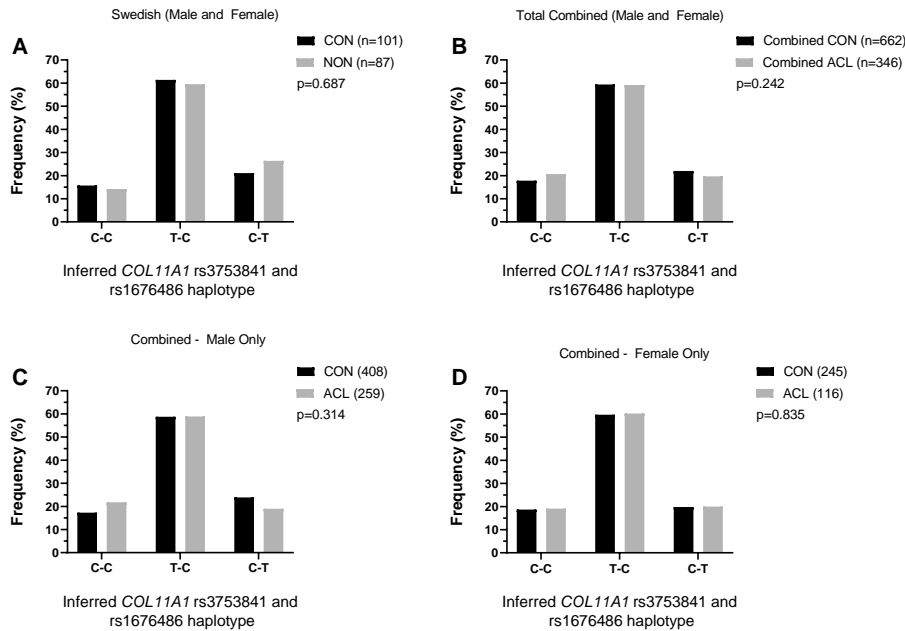 Swedish (Male and Female)
A
CON (n=101)
NON (n=87)
p=0.687
Frequency (%)
70
60
50
40
30
20
10
0
C-C
T-C
C-T
Inferred COL11A1 rs3753841 and
rs1676486 haplotype
Total Combined (Male and Female)
B
Combined CON (n=662)
Combined ACL (n=346)
p=0.242
Frequency (%)
70
60
50
40
30
20
10
0
C-C
T-C
C-T
Inferred COL11A1 rs3753841 and
rs1676486 haplotype
Combined - Male Only
C
CON (408)
ACL (259)
p=0.314
Frequency (%)
70
60
50
40
30
20
10
0
C-C
T-C
C-T
Inferred COL11A1 rs3753841 and
rs1676486 haplotype
Combined - Female Only
D
CON (245)
ACL (116)
p=0.835
Frequency (%)
70
60
50
40
30
20
10
0
C-C
T-C
C-T
Inferred COL11A1 rs3753841 and
rs1676486 haplotype